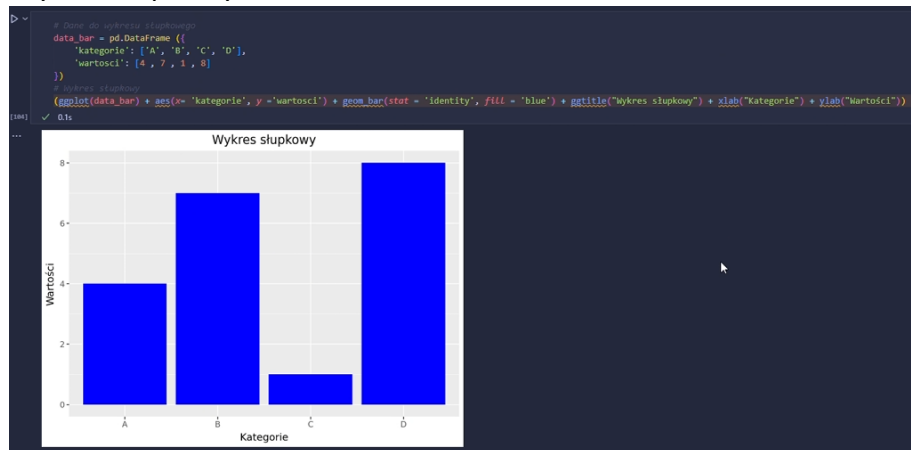 # Dane do wykresu słupkowego
data_bar = pd.DataFrame ({
'kategorie': ['A', 'B', 'C', 'D'],
'wartosci': [4 , 7 , 1 , 8]
})
# Wykres słupkowy
(ggplot(data_bar) + aes(x= 'kategorie', y ='wartosci') + geom_bar(stat = 'identity', fill = 'blue') + ggtitle("Wykres słupkowy") + xlab("Kategorie") + ylab("Wartości"))
[104]
0.1s
...
Wykres słupkowy
8
6
Wartości
4
2
0
A B C D
Kategorie